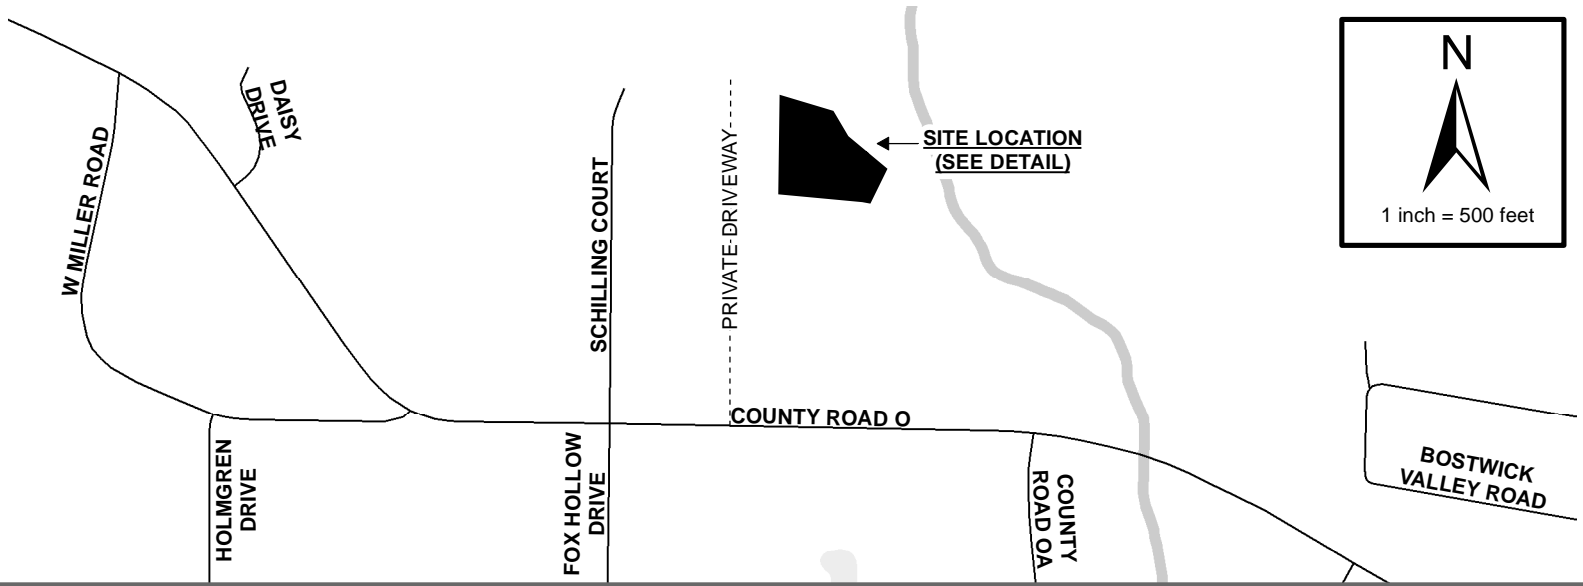 N
1 inch = 500 feet
DAISY
DRIVE
W MILLER ROAD
SCHILLING COURT
PRIVATE DRIVEWAY
SITE LOCATION
(SEE DETAIL)
COUNTY ROAD O
HOLMGREN
DRIVE
FOX HOLLOW
DRIVE
COUNTY
ROAD OA
BOSTWICK
VALLEY ROAD